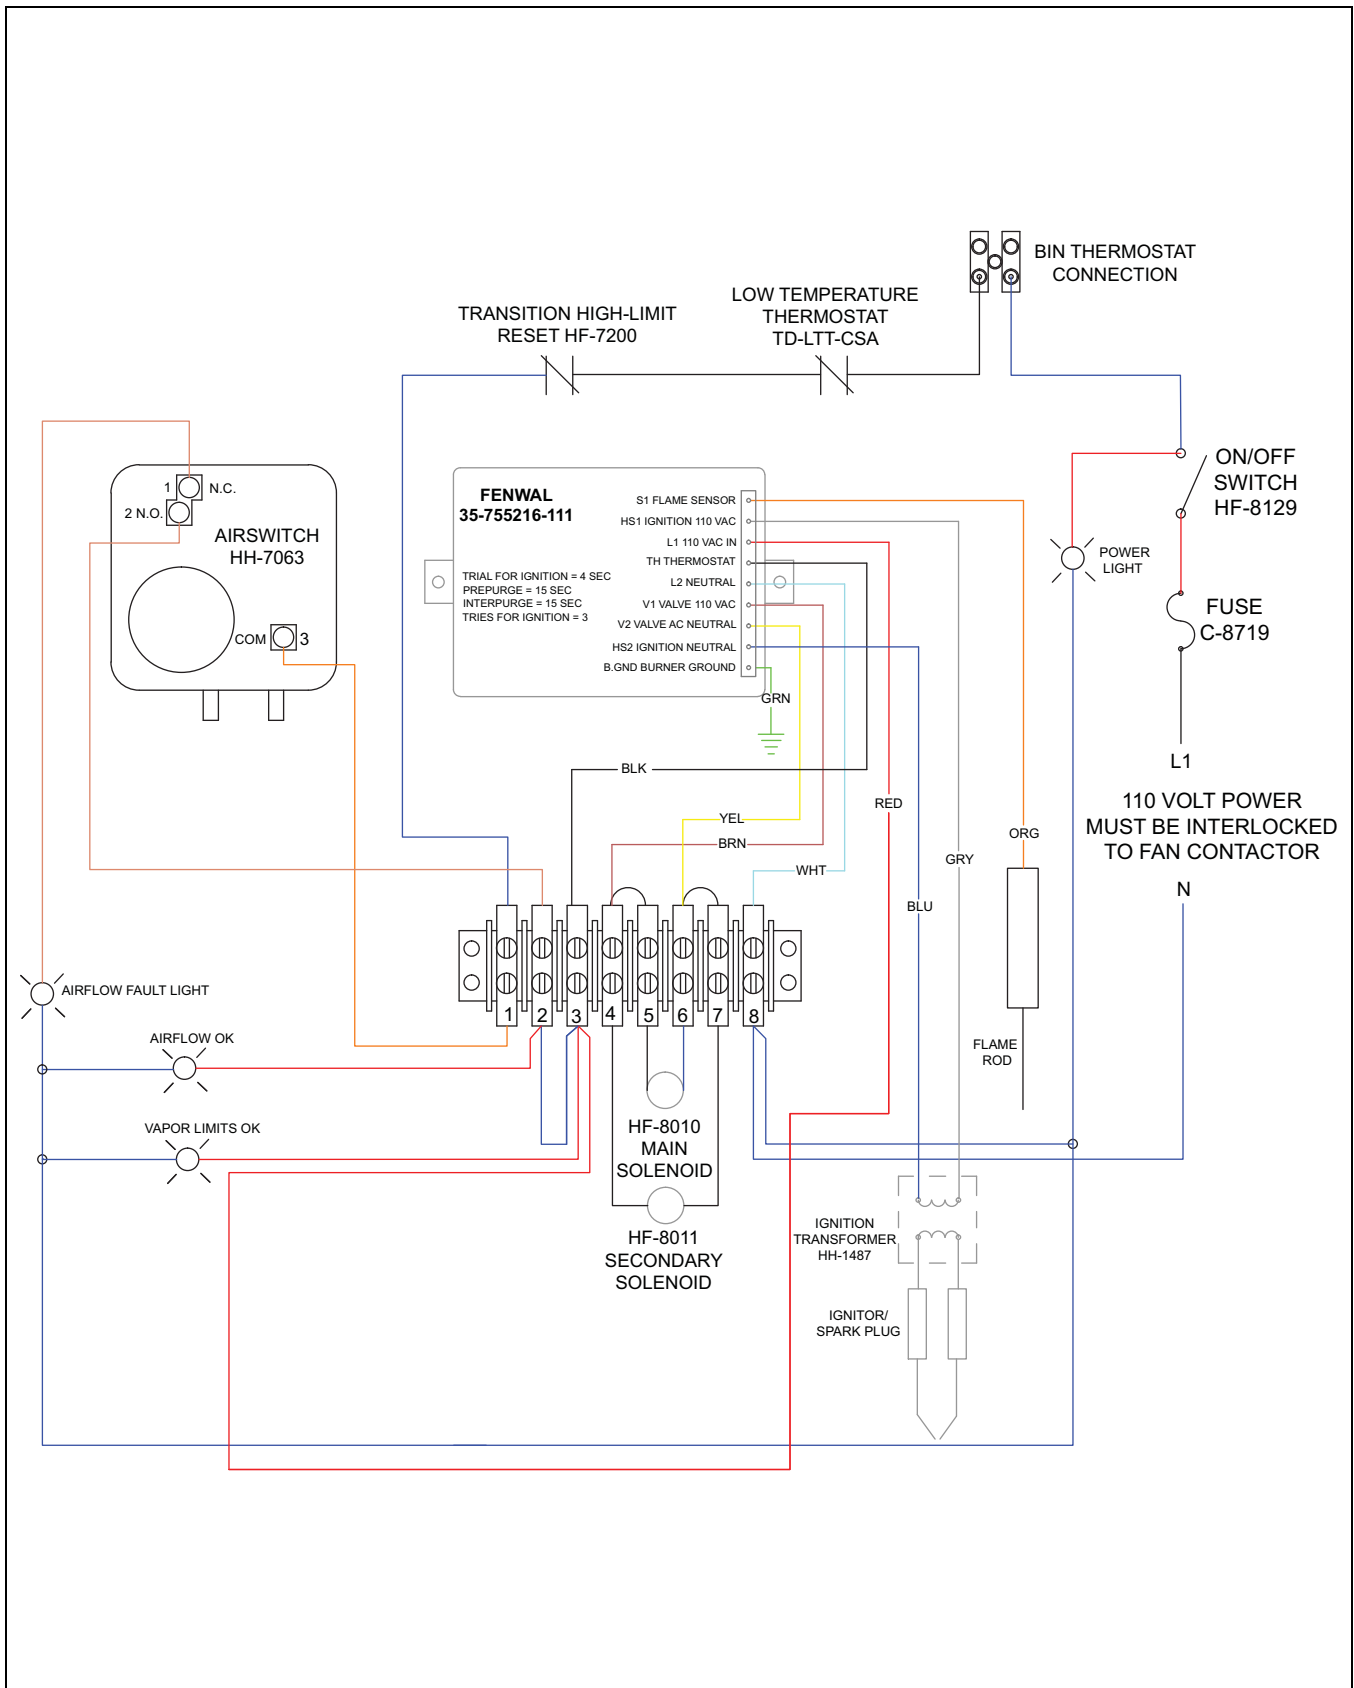 BIN THERMOSTAT
CONNECTION
LOW TEMPERATURE
THERMOSTAT
TD-LTT-CSA
TRANSITION HIGH-LIMIT
RESET HF-7200
1
N.C.
2 N.O.
AIRSWITCH
HH-7063
COM
3
FENWAL
35-755216-111
TRIAL FOR IGNITION = 4 SEC
PREPURGE = 15 SEC
INTERPURGE = 15 SEC
TRIES FOR IGNITION = 3
S1 FLAME SENSOR
HS1 IGNITION 110 VAC
L1 110 VAC IN
TH THERMOSTAT
L2 NEUTRAL
V1 VALVE 110 VAC
V2 VALVE AC NEUTRAL
HS2 IGNITION NEUTRAL
B.GND BURNER GROUND
GRN
ON/OFF
SWITCH
HF-8129
POWER
LIGHT
FUSE
C-8719
L1
110 VOLT POWER
MUST BE INTERLOCKED
TO FAN CONTACTOR
N
BLK
RED
YEL
BRN
ORG
GRY
WHT
BLU
1
2
3
4
5
6
7
8
AIRFLOW FAULT LIGHT
AIRFLOW OK
VAPOR LIMITS OK
FLAME
ROD
HF-8010
MAIN
SOLENOID
HF-8011
SECONDARY
SOLENOID
IGNITION
TRANSFORMER
HH-1487
IGNITOR/
SPARK PLUG